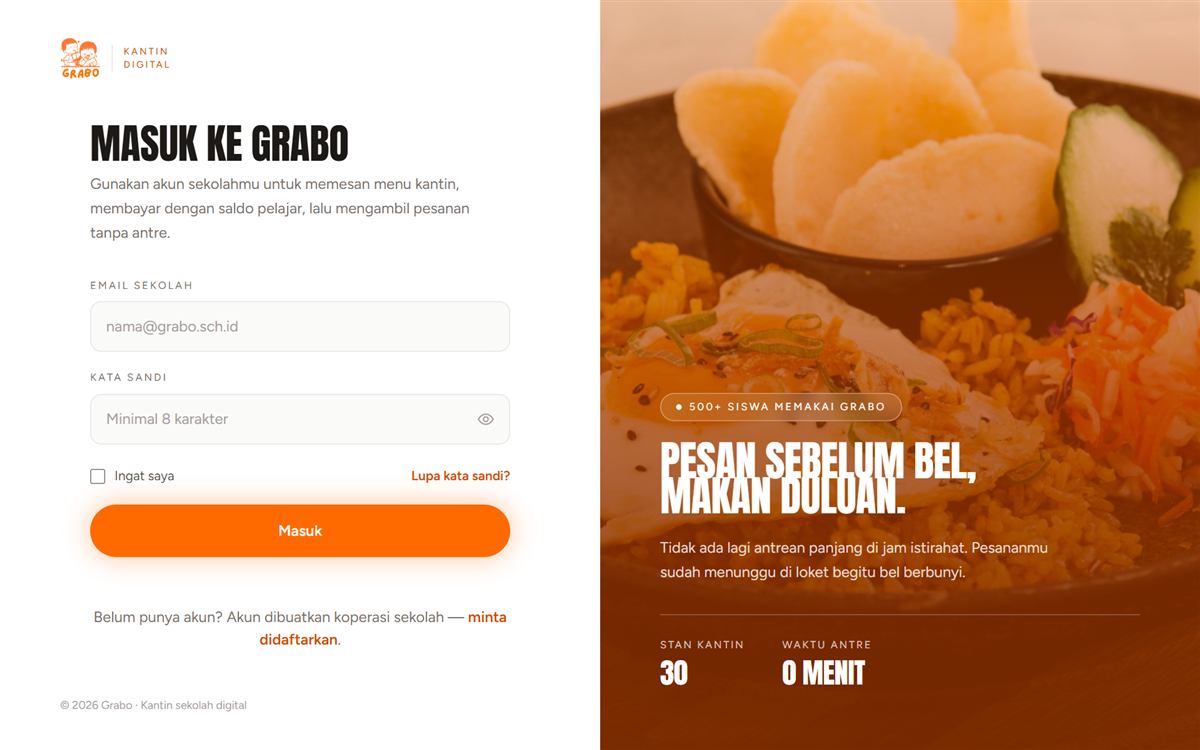 GRABO
KANTIN
DIGITAL
MASUK KE GRABO
Gunakan akun sekolahmu untuk memesan menu kantin,
membayar dengan saldo pelajar, lalu mengambil pesanan
tanpa antre.
EMAIL SEKOLAH
nama@grabo.sch.id
KATA SANDI
Minimal 8 karakter
Ingat saya
Lupa kata sandi?
Masuk
Belum punya akun? Akun dibuatkan koperasi sekolah — minta
didaftarkan.
© 2026 Grabo · Kantin sekolah digital
500+ SISWA MEMAKAI GRABO
PESAN SEBELUM BEL,
MAKAN DULUAN.
Tidak ada lagi antrean panjang di jam istirahat. Pesananmu
sudah menunggu di loket begitu bel berbunyi.
STAN KANTIN
30
WAKTU ANTRE
0 MENIT